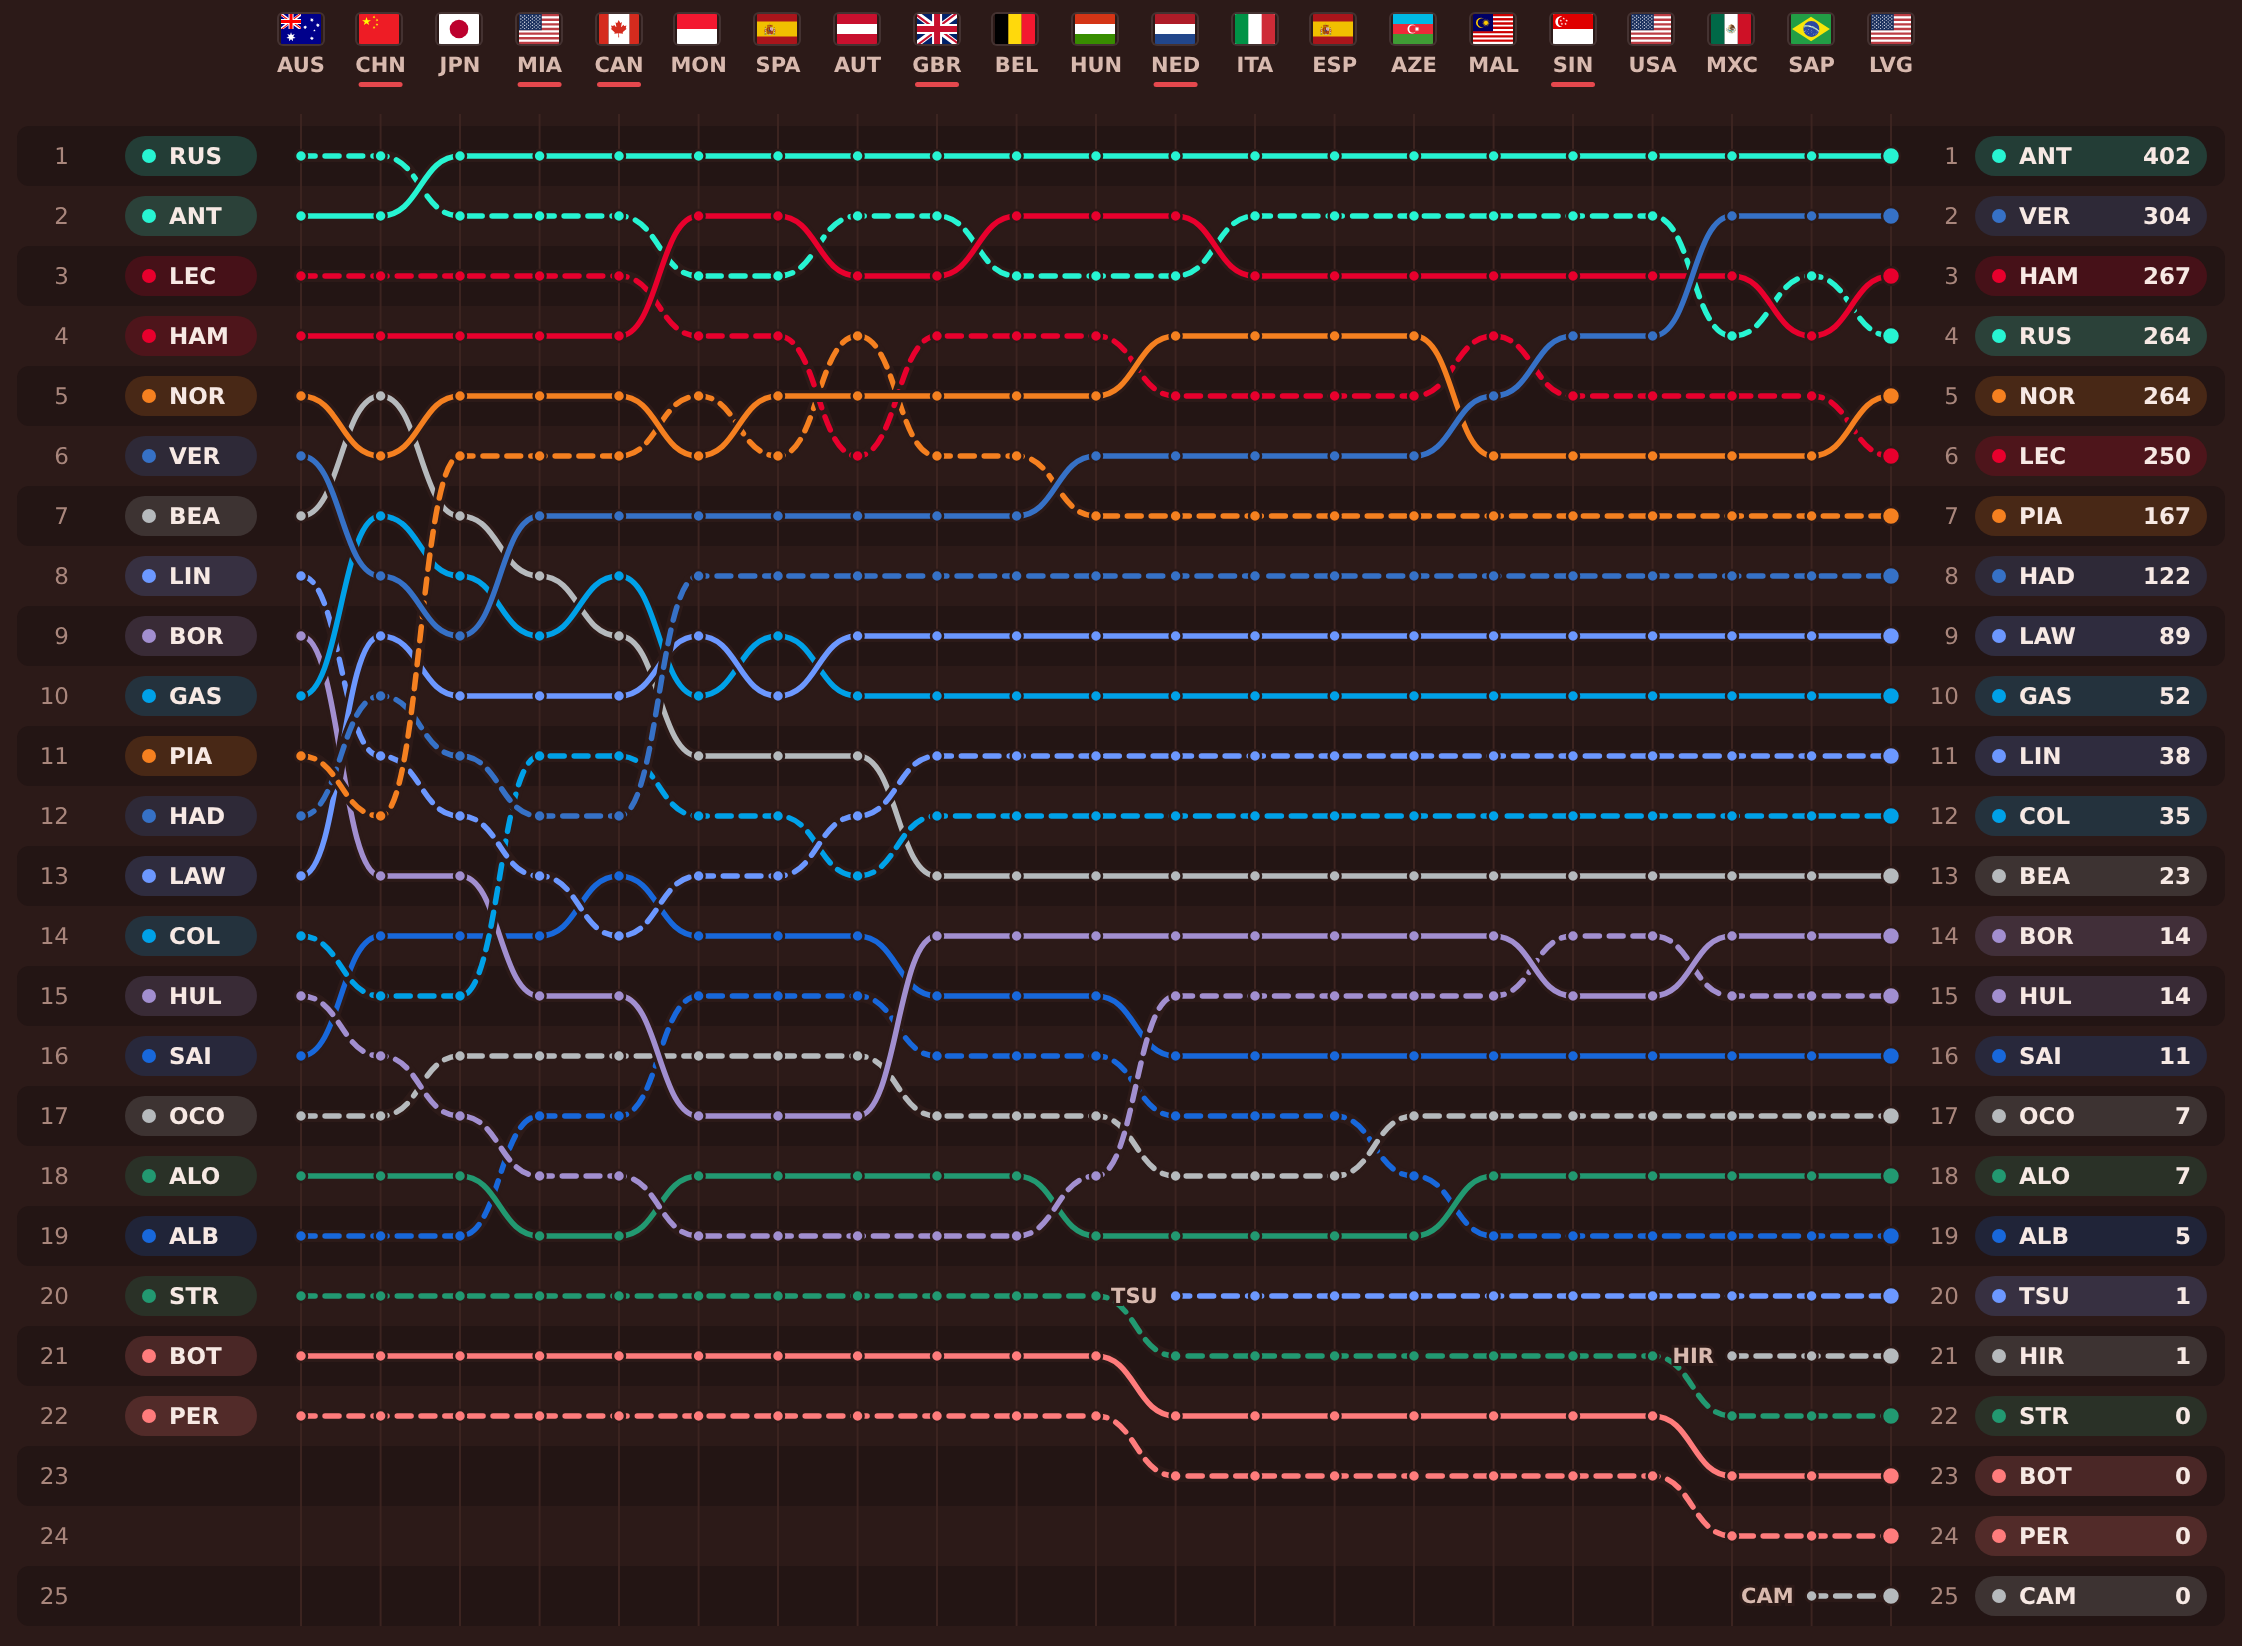 AUS CHN JPN MIA CAN MON SPA AUT GBR BEL HUN NED ITA ESP AZE MAL SIN USA MXC SAP LVG
1 RUS 1 ANT 402
2 ANT 2 VER 304
3 LEC 3 HAM 267
4 HAM 4 RUS 264
5 NOR 5 NOR 264
6 VER 6 LEC 250
7 BEA 7 PIA 167
8 LIN 8 HAD 122
9 BOR 9 LAW 89
10 GAS 10 GAS 52
11 PIA 11 LIN 38
12 HAD 12 COL 35
13 LAW 13 BEA 23
14 COL 14 BOR 14
15 HUL 15 HUL 14
16 SAI 16 SAI 11
17 OCO 17 OCO 7
18 ALO 18 ALO 7
19 ALB 19 ALB 5
20 STR TSU 20 TSU 1
21 BOT HIR 21 HIR 1
22 PER 22 STR 0
23 23 BOT 0
24 24 PER 0
25 CAM 25 CAM 0